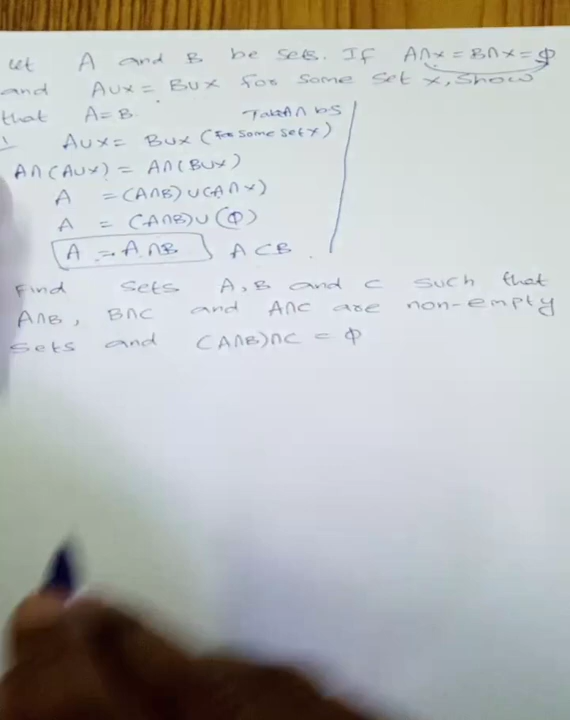 Let A and B be sets. If A∩x = B∩x = φ
and A∪x = B∪x for some set x, show
that A=B. Take A∩ bs
A∪x = B∪x (for some set x)
A∩(A∪x) = A∩(B∪x)
A = (A∩B)∪(A∩x)
A = (A∩B)∪(φ)
A = A∩B A⊂B
Find sets A, B and C such that
A∩B, B∩C and A∩C are non-empty
sets and (A∩B)∩C = φ